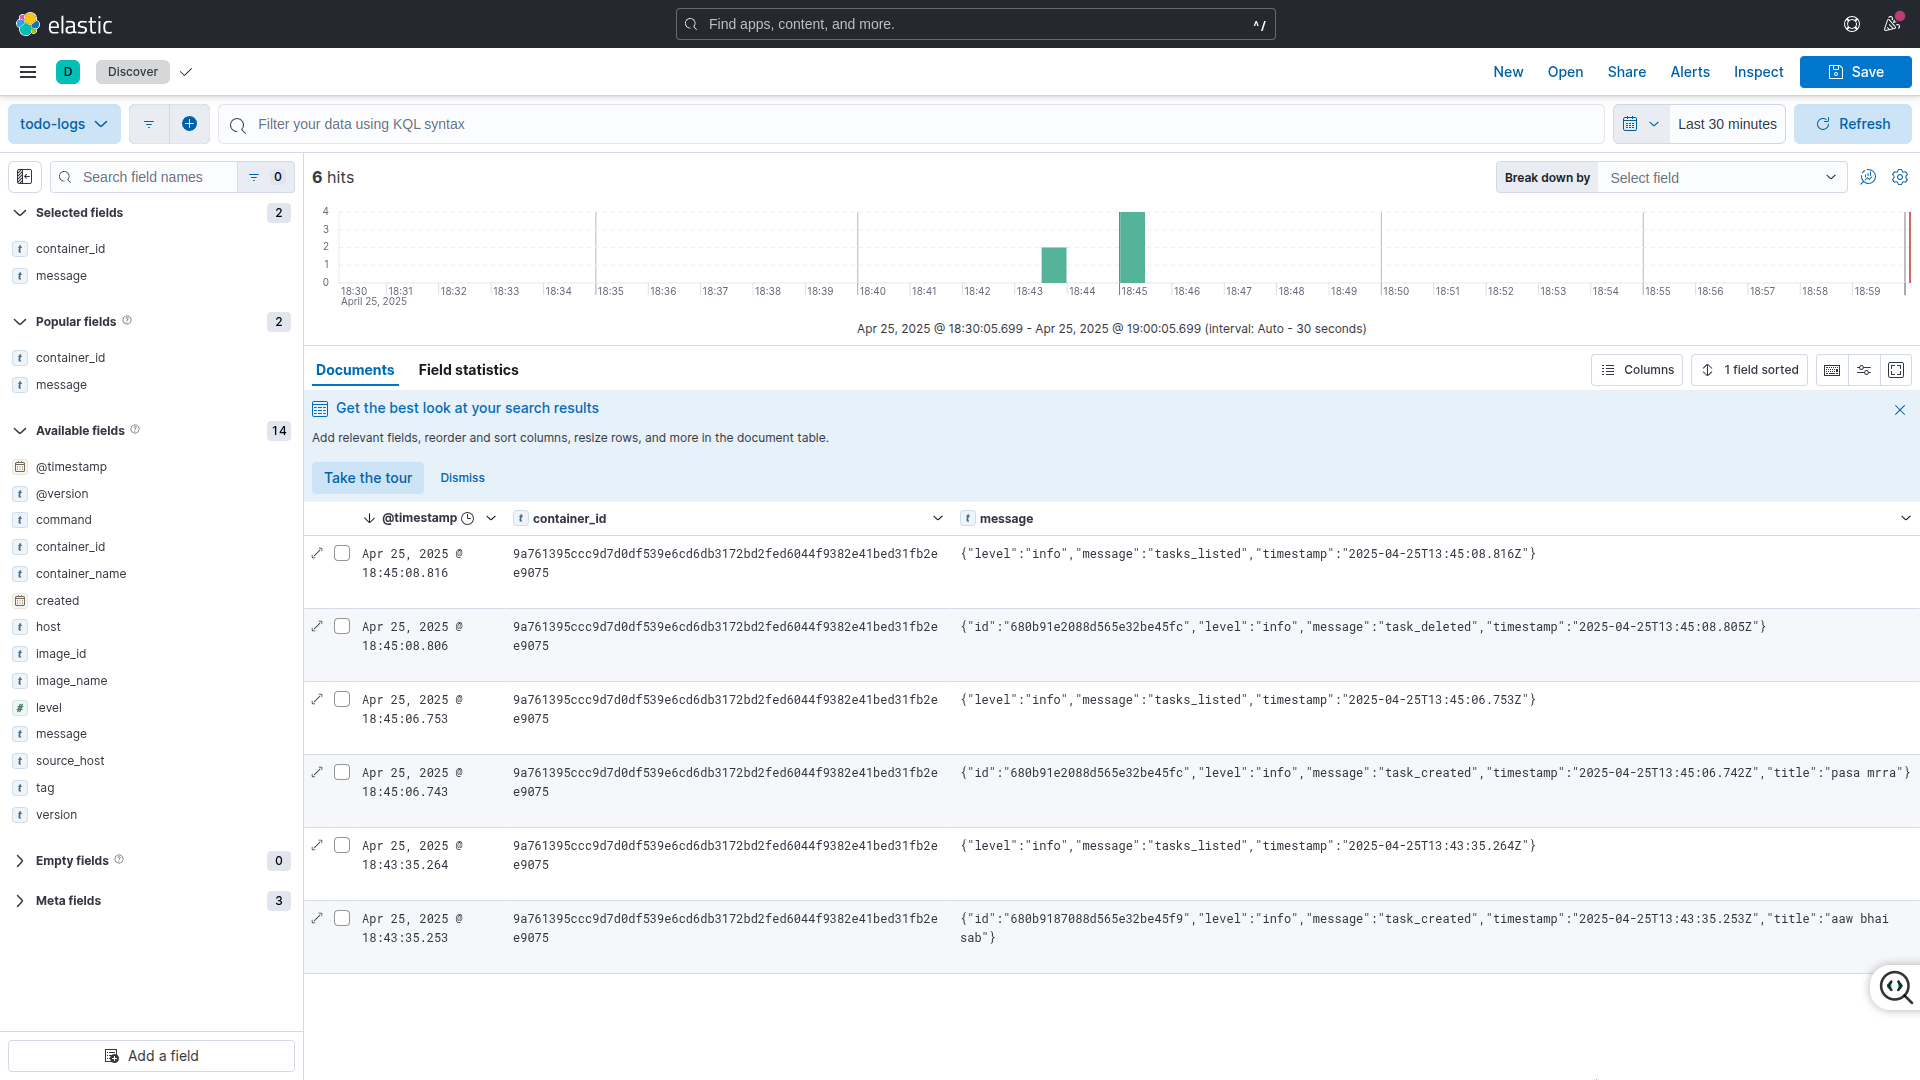 elastic
Find apps, content, and more.
^/
D
Discover
New
Open
Share
Alerts
Inspect
Save
todo-logs
Filter your data using KQL syntax
Last 30 minutes
Refresh
Search field names
0
Selected fields
2
container_id
message
Popular fields
2
container_id
message
Available fields
14
@timestamp
@version
command
container_id
container_name
created
host
image_id
image_name
level
message
source_host
tag
version
Empty fields
0
Meta fields
3
Add a field
6 hits
Break down by
Select field
4
3
2
1
0
18:30 18:31 18:32 18:33 18:34 18:35 18:36 18:37 18:38 18:39 18:40 18:41 18:42 18:43 18:44 18:45 18:46 18:47 18:48 18:49 18:50 18:51 18:52 18:53 18:54 18:55 18:56 18:57 18:58 18:59
April 25, 2025
Apr 25, 2025 @ 18:30:05.699 - Apr 25, 2025 @ 19:00:05.699 (interval: Auto - 30 seconds)
Documents
Field statistics
Columns
1 field sorted
Get the best look at your search results
Add relevant fields, reorder and sort columns, resize rows, and more in the document table.
Take the tour
Dismiss
@timestamp
container_id
message
Apr 25, 2025 @
18:45:08.816
9a761395ccc9d7d0df539e6cd6db3172bd2fed6044f9382e41bed31fb2e
e9075
{"level":"info","message":"tasks_listed","timestamp":"2025-04-25T13:45:08.816Z"}
Apr 25, 2025 @
18:45:08.806
9a761395ccc9d7d0df539e6cd6db3172bd2fed6044f9382e41bed31fb2e
e9075
{"id":"680b91e2088d565e32be45fc","level":"info","message":"task_deleted","timestamp":"2025-04-25T13:45:08.805Z"}
Apr 25, 2025 @
18:45:06.753
9a761395ccc9d7d0df539e6cd6db3172bd2fed6044f9382e41bed31fb2e
e9075
{"level":"info","message":"tasks_listed","timestamp":"2025-04-25T13:45:06.753Z"}
Apr 25, 2025 @
18:45:06.743
9a761395ccc9d7d0df539e6cd6db3172bd2fed6044f9382e41bed31fb2e
e9075
{"id":"680b91e2088d565e32be45fc","level":"info","message":"task_created","timestamp":"2025-04-25T13:45:06.742Z","title":"pasa mrra"}
Apr 25, 2025 @
18:43:35.264
9a761395ccc9d7d0df539e6cd6db3172bd2fed6044f9382e41bed31fb2e
e9075
{"level":"info","message":"tasks_listed","timestamp":"2025-04-25T13:43:35.264Z"}
Apr 25, 2025 @
18:43:35.253
9a761395ccc9d7d0df539e6cd6db3172bd2fed6044f9382e41bed31fb2e
e9075
{"id":"680b9187088d565e32be45f9","level":"info","message":"task_created","timestamp":"2025-04-25T13:43:35.253Z","title":"aaw bhai
sab"}